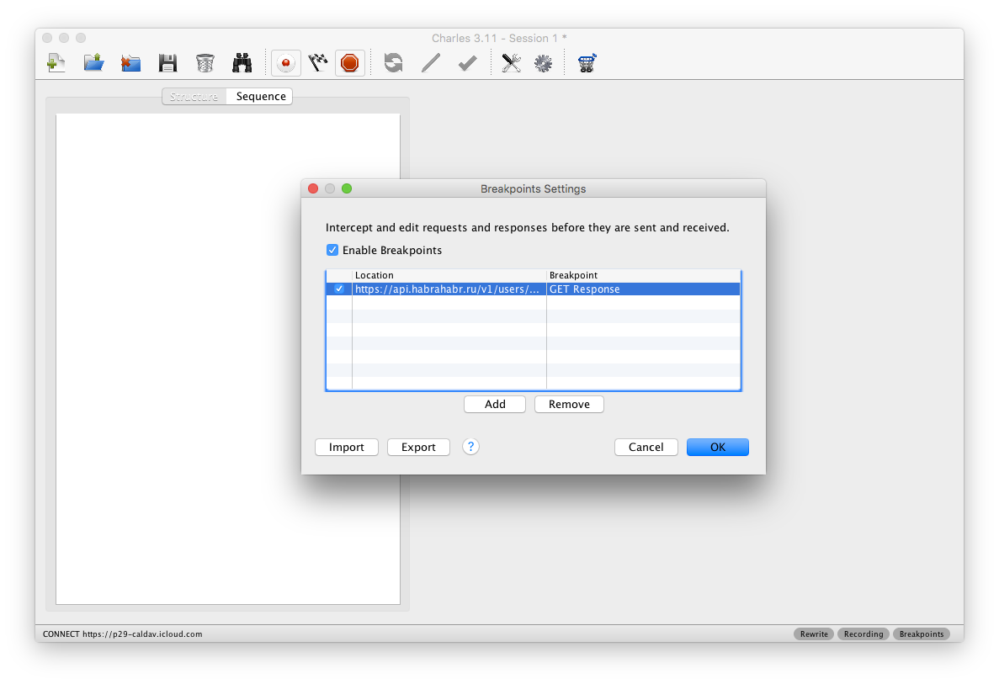 Charles 3.11 - Session 1 *
Structure Sequence
Breakpoints Settings
Intercept and edit requests and responses before they are sent and received.
Enable Breakpoints
Location Breakpoint
https://api.habrahabr.ru/v1/users/... GET Response
Add Remove
Import Export ? Cancel OK
CONNECT https://p29-caldav.icloud.com Rewrite Recording Breakpoints